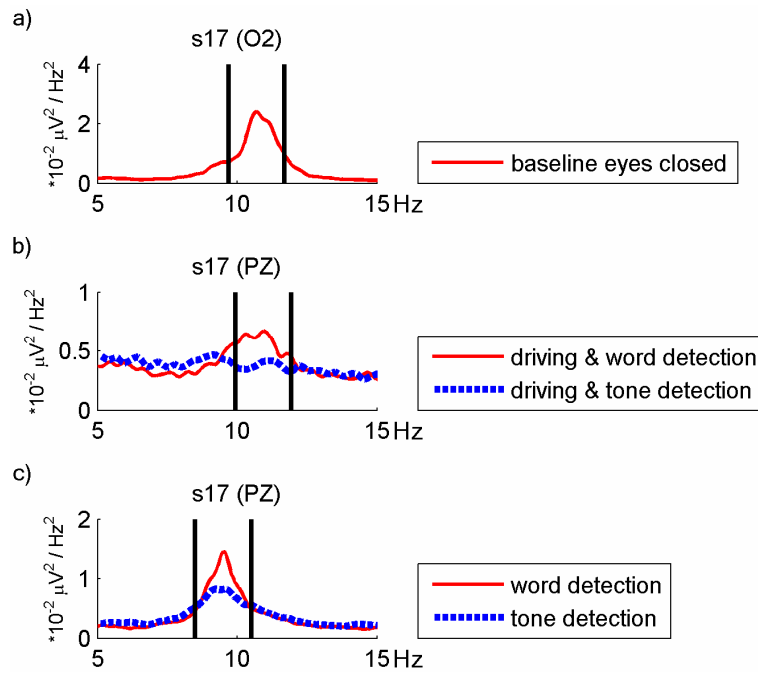 a)
s17 (O2)
*10⁻² µV² / Hz²
4
2
0
5 10 15 Hz
baseline eyes closed
b)
s17 (PZ)
*10⁻² µV² / Hz²
1
0.5
0
5 10 15 Hz
driving & word detection
driving & tone detection
c)
s17 (PZ)
*10⁻² µV² / Hz²
2
1
0
5 10 15 Hz
word detection
tone detection